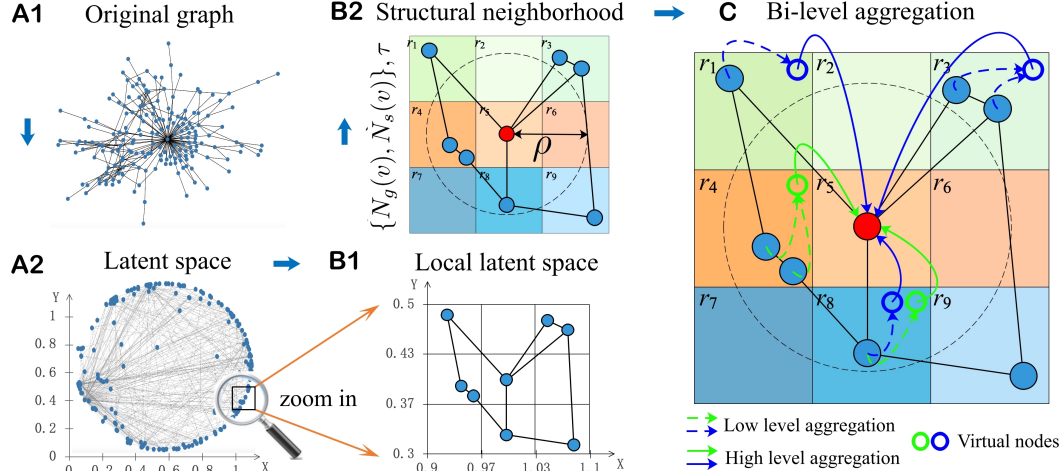 A1 Original graph
A2 Latent space
Y
1
0.8
0.6
0.4
0.2
0
0 0.2 0.4 0.6 0.8 1 X
zoom in
B2 Structural neighborhood
{N_g(v), N_s(v)}, τ
r1 r2 r3
r4 r5 r6
ρ
r7 r8 r9
B1 Local latent space
Y
0.5
0.43
0.37
0.3
0.9 0.97 1.03 1.1 X
C Bi-level aggregation
r1 r2 r3
r4 r5 r6
r7 r8 r9
Low level aggregation
High level aggregation
Virtual nodes